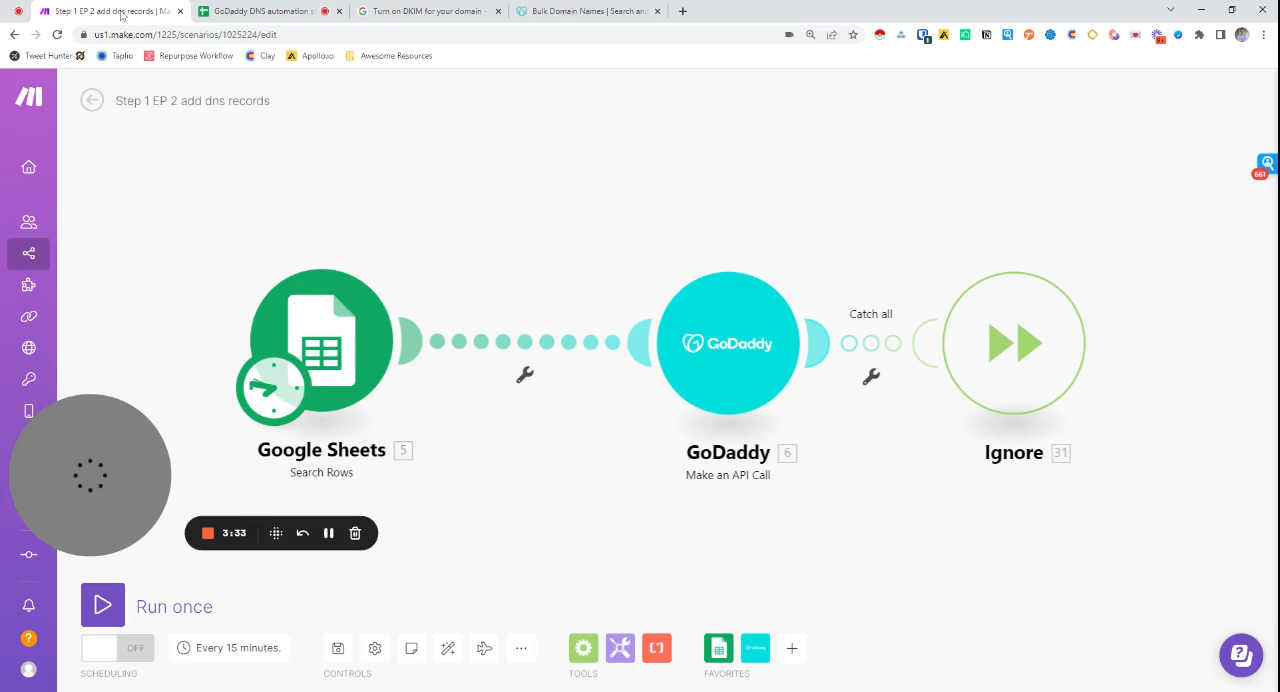 Step 1 EP 2 add dns records | Ma
GoDaddy DNS automation s
Turn on DKIM for your domain -
Bulk Domain Names | Search and
us1.make.com/1225/scenarios/1025224/edit
Tweet Hunter
Taplio
Repurpose Workflow
Clay
Apollo.io
Awesome Resources
Step 1 EP 2 add dns records
661
Catch all
GoDaddy
Google Sheets 5
Search Rows
GoDaddy 6
Make an API Call
Ignore 31
3:33
Run once
OFF
Every 15 minutes.
SCHEDULING
CONTROLS
TOOLS
FAVORITES